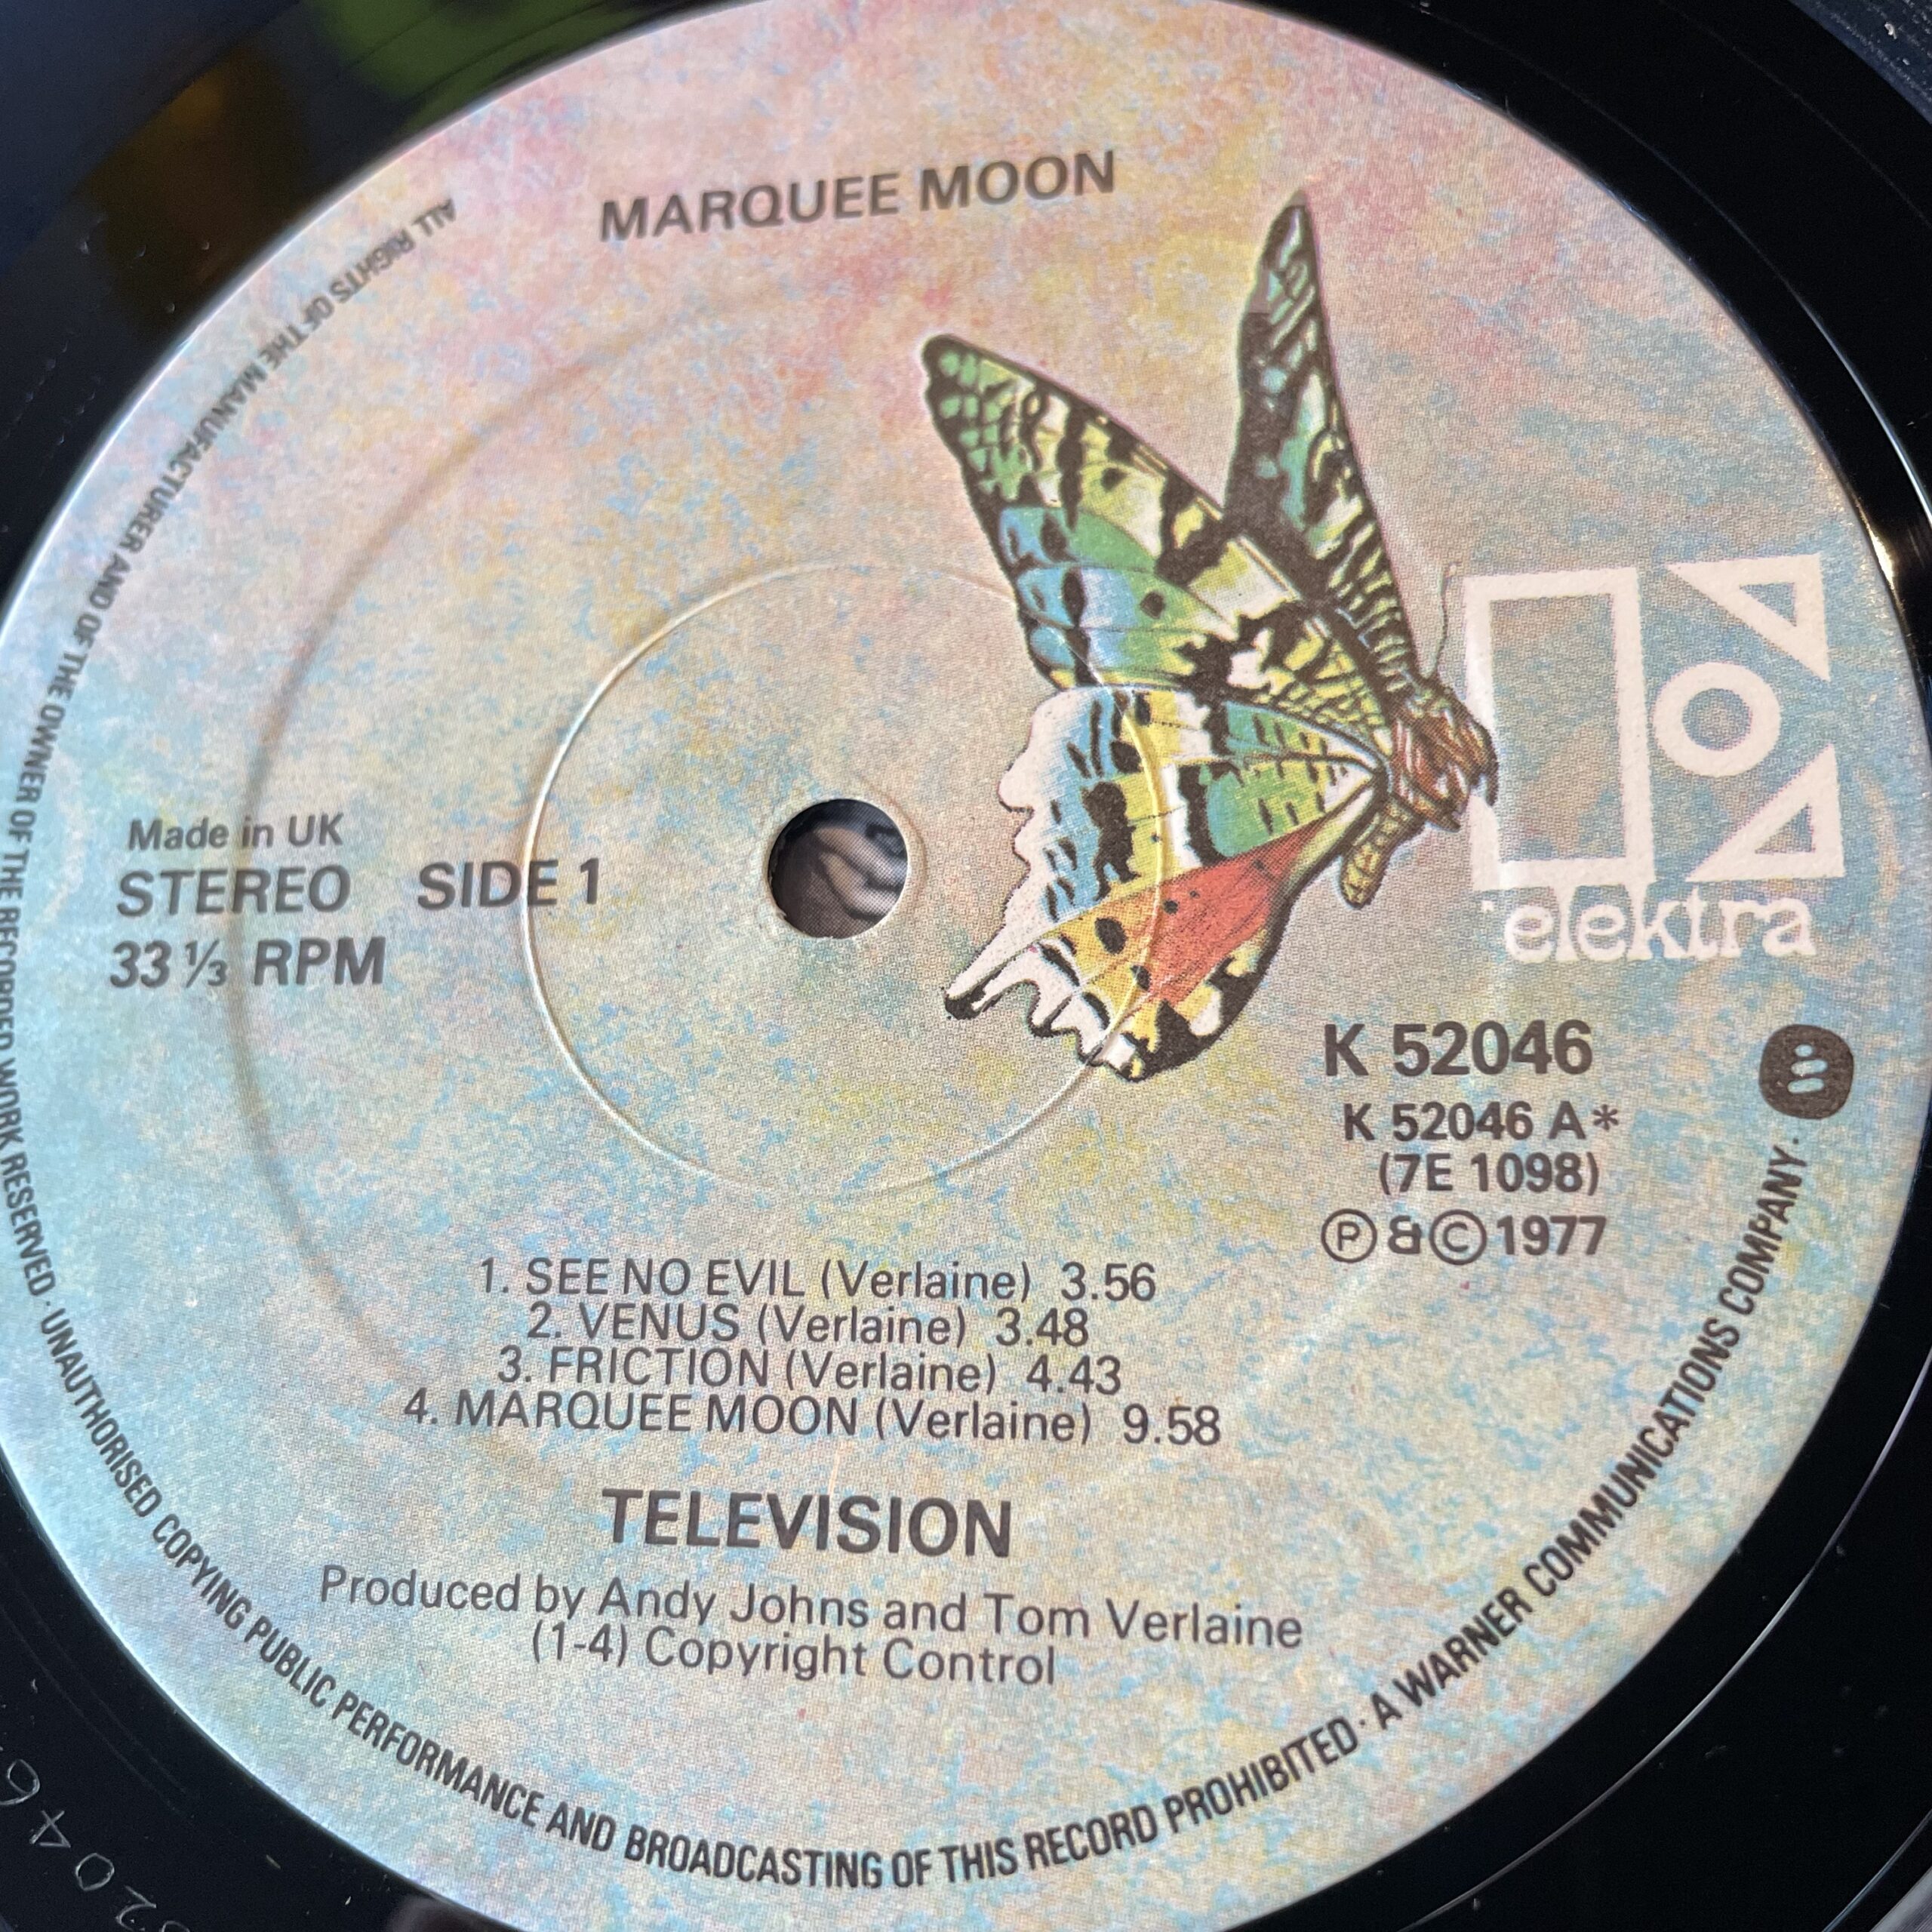 MARQUEE MOON
elektra
Made in UK
STEREO SIDE 1
33 ⅓ RPM
K 52046
K 52046 A*
(7E 1098)
Ⓟ & © 1977
1. SEE NO EVIL (Verlaine) 3.56
2. VENUS (Verlaine) 3.48
3. FRICTION (Verlaine) 4.43
4. MARQUEE MOON (Verlaine) 9.58
TELEVISION
Produced by Andy Johns and Tom Verlaine
(1-4) Copyright Control
ALL RIGHTS OF THE MANUFACTURER AND OF THE OWNER OF THE RECORDED WORK RESERVED · UNAUTHORISED COPYING PUBLIC PERFORMANCE AND BROADCASTING OF THIS RECORD PROHIBITED · A WARNER COMMUNICATIONS COMPANY ·
52046